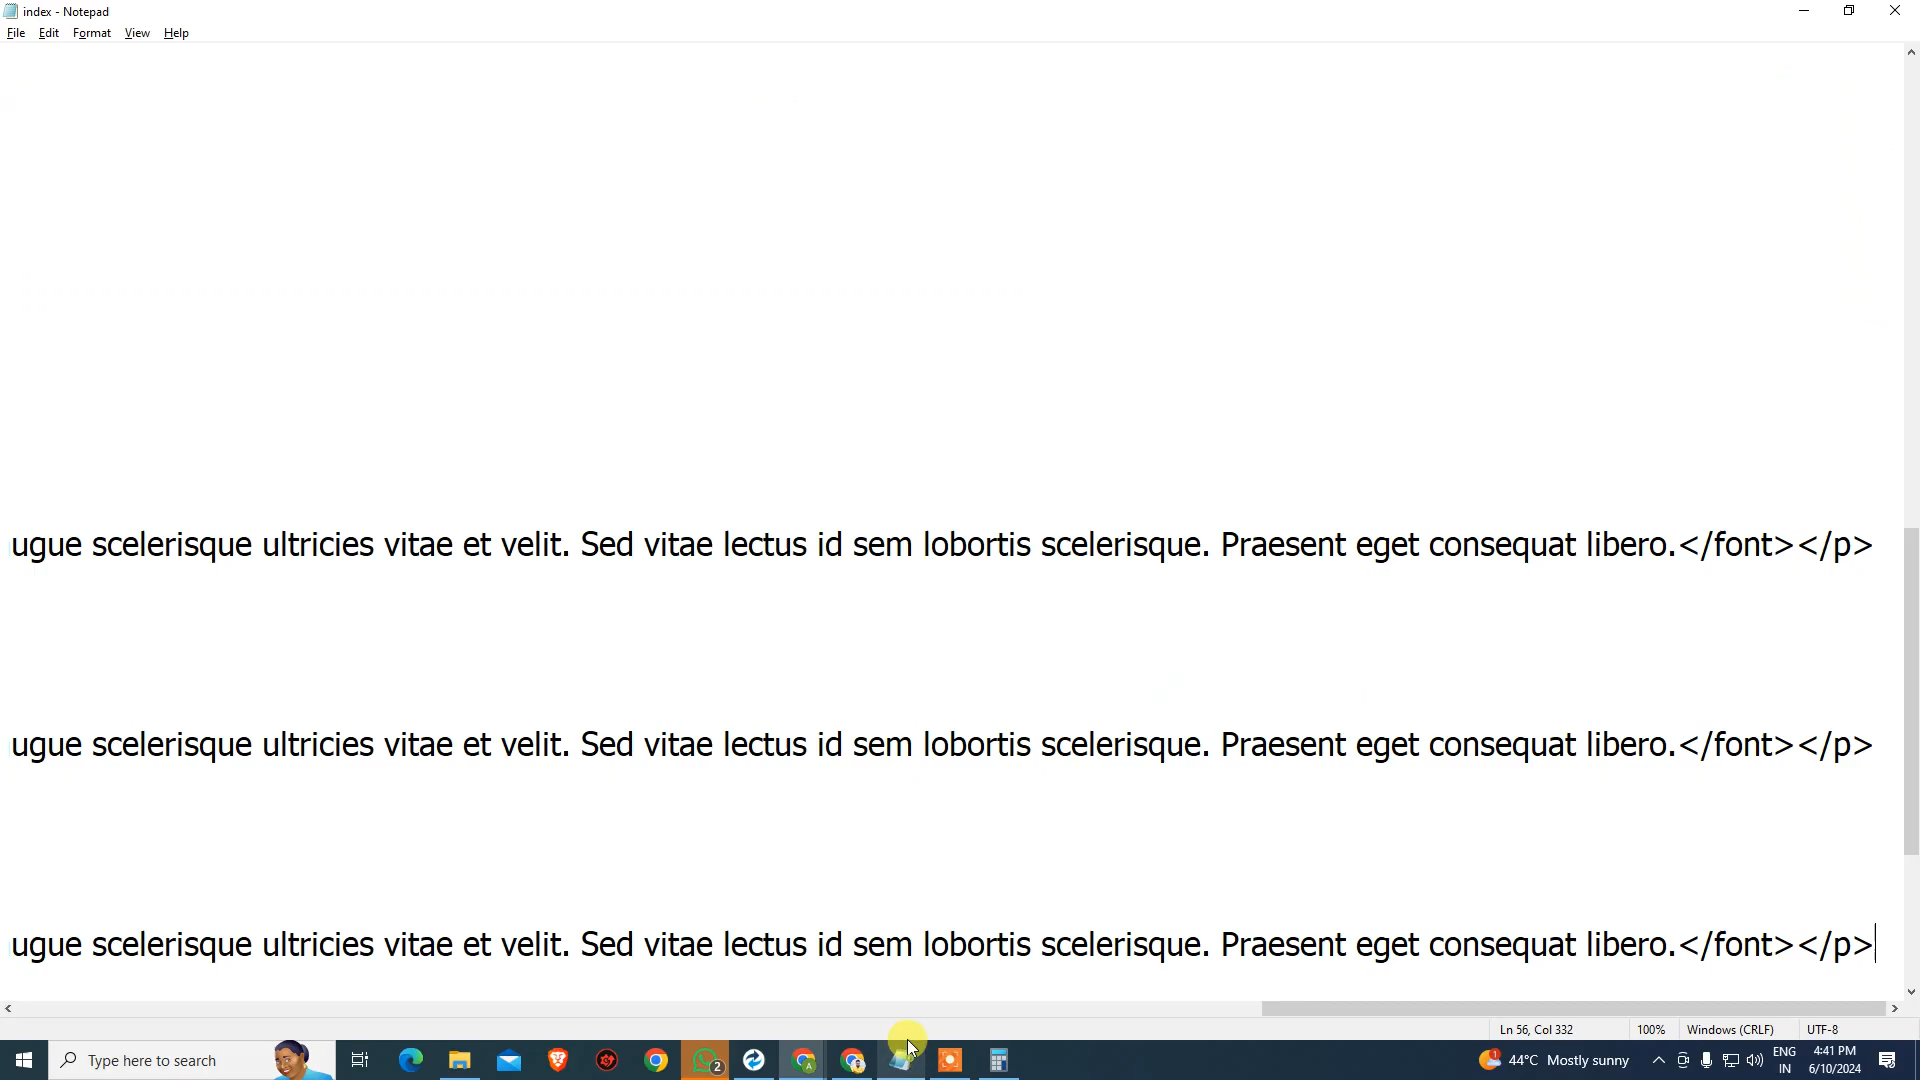 index - Notepad
File Edit Format View Help
ugue scelerisque ultricies vitae et velit. Sed vitae lectus id sem lobortis scelerisque. Praesent eget consequat libero.</font></p>
ugue scelerisque ultricies vitae et velit. Sed vitae lectus id sem lobortis scelerisque. Praesent eget consequat libero.</font></p>
ugue scelerisque ultricies vitae et velit. Sed vitae lectus id sem lobortis scelerisque. Praesent eget consequat libero.</font></p>
Ln 56, Col 332 100% Windows (CRLF) UTF-8
Type here to search 2 A 1 44°C Mostly sunny ENG IN 4:41 PM 6/10/2024